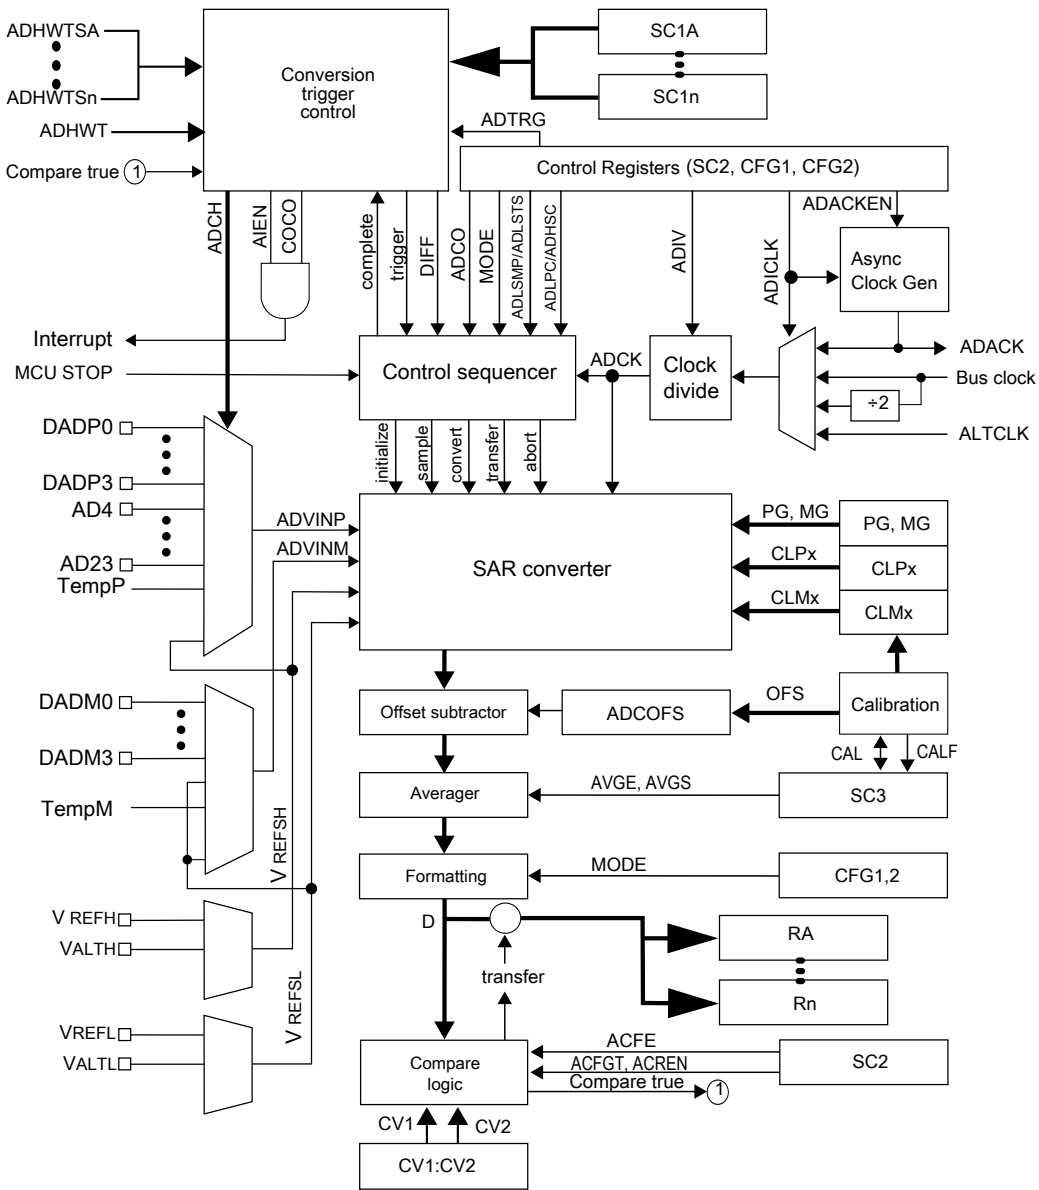 ADHWTSA
ADHWTSn
ADHWT
Compare true 1
Conversion
trigger
control
SC1A
SC1n
ADTRG
Control Registers (SC2, CFG1, CFG2)
ADCH
AIEN
COCO
complete
trigger
DIFF
ADCO
MODE
ADLSMP/ADLSTS
ADLPC/ADHSC
ADIV
ADICLK
ADACKEN
Async
Clock Gen
Interrupt
MCU STOP
Control sequencer
ADCK
Clock
divide
ADACK
Bus clock
÷2
ALTCLK
initialize
sample
convert
transfer
abort
DADP0
DADP3
AD4
AD23
TempP
ADVINP
ADVINM
SAR converter
PG, MG
PG, MG
CLPx
CLPx
CLMx
CLMx
DADM0
DADM3
TempM
Offset subtractor
ADCOFS
OFS
Calibration
CAL
CALF
Averager
AVGE, AVGS
SC3
Formatting
MODE
CFG1,2
V REFSH
V REFSL
V REFH
VALTH
VREFL
VALTL
D
transfer
RA
Rn
Compare
logic
ACFE
ACFGT, ACREN
Compare true
1
SC2
CV1
CV2
CV1:CV2